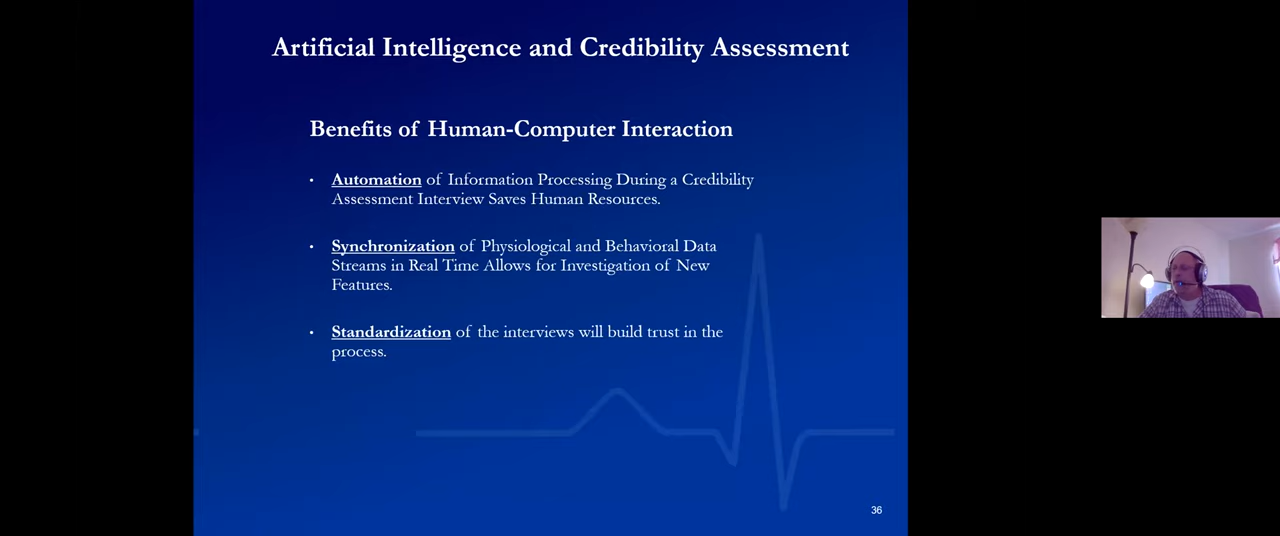 Artificial Intelligence and Credibility Assessment
Benefits of Human-Computer Interaction
• Automation of Information Processing During a Credibility
Assessment Interview Saves Human Resources.
• Synchronization of Physiological and Behavioral Data
Streams in Real Time Allows for Investigation of New
Features.
• Standardization of the interviews will build trust in the
process.
36